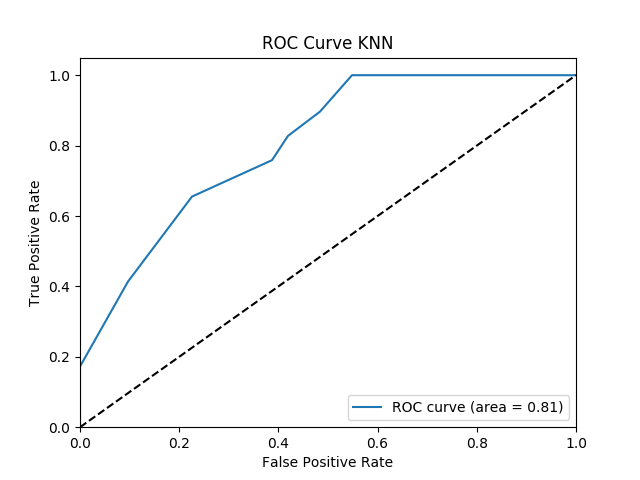 ROC Curve KNN
1.0
0.8
0.6
0.4
0.2
0.0
True Positive Rate
0.0 0.2 0.4 0.6 0.8 1.0
False Positive Rate
ROC curve (area = 0.81)